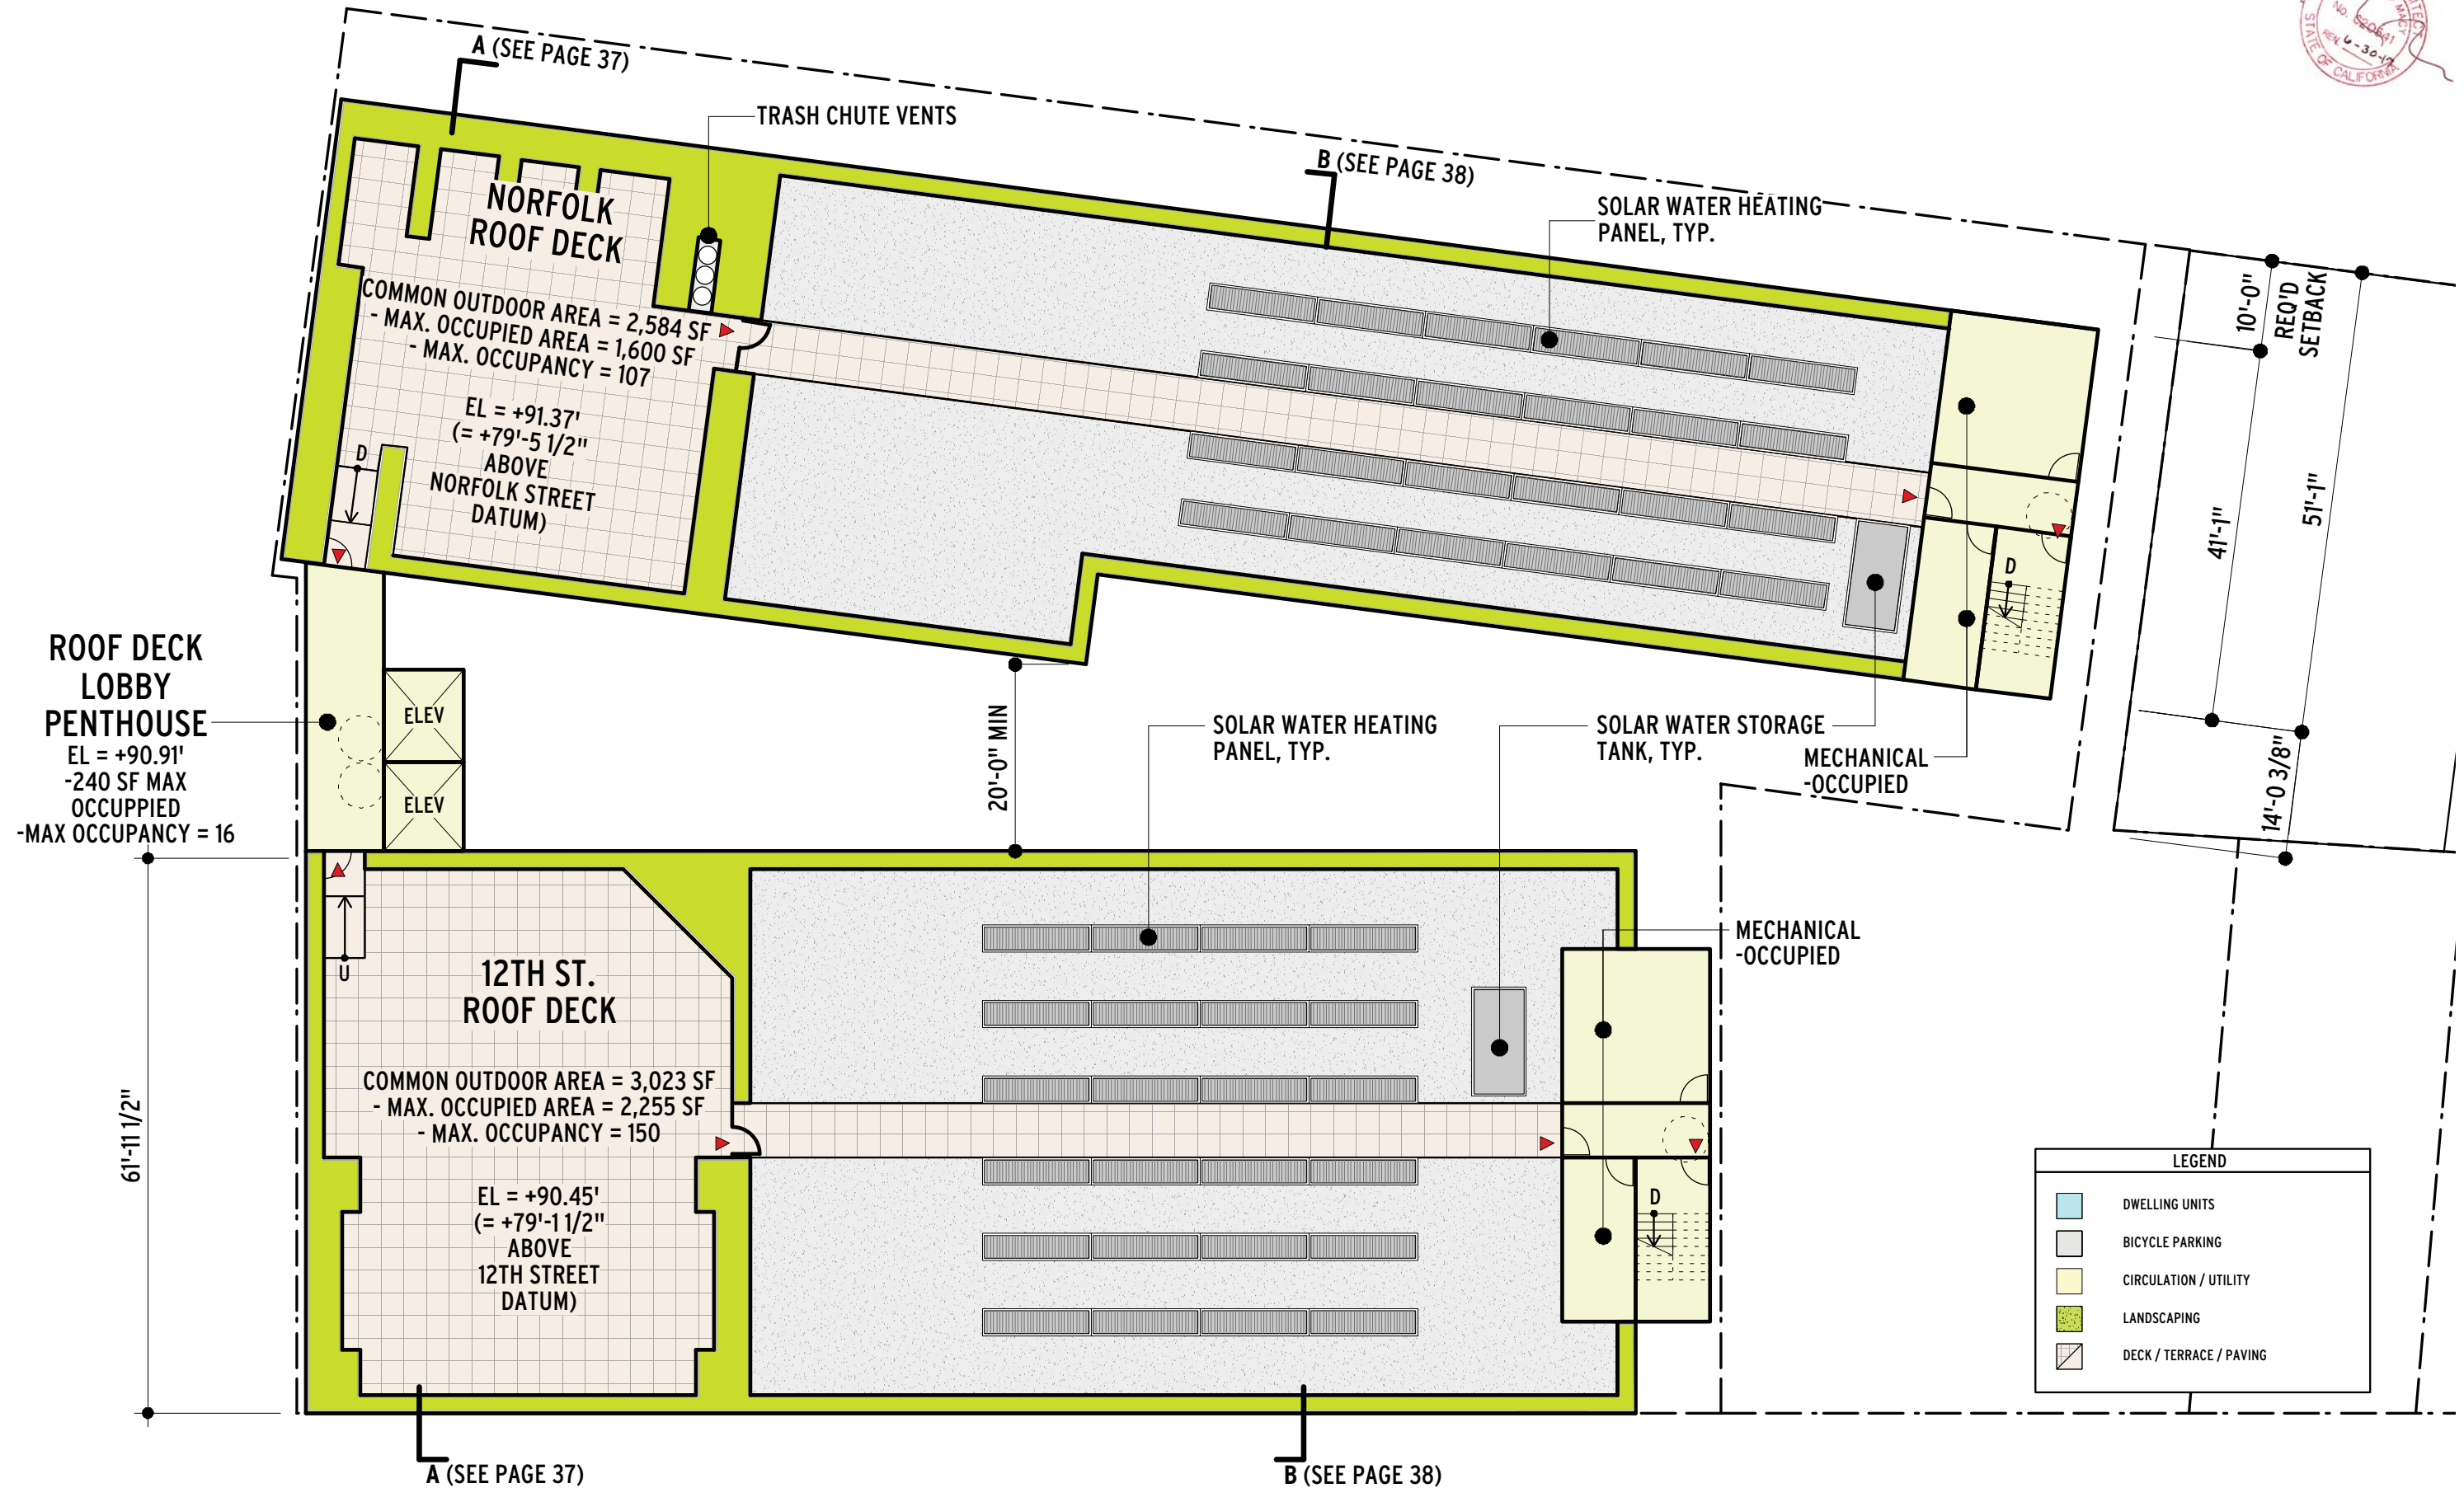 No. C20641
REN. 6-30-17
STATE OF CALIFORNIA
A (SEE PAGE 37)
TRASH CHUTE VENTS
B (SEE PAGE 38)
SOLAR WATER HEATING
PANEL, TYP.
NORFOLK
ROOF DECK
COMMON OUTDOOR AREA = 2,584 SF
- MAX. OCCUPIED AREA = 1,600 SF
- MAX. OCCUPANCY = 107
EL = +91.37'
(= +79'-5 1/2"
ABOVE
NORFOLK STREET
DATUM)
D
10'-0"
REQ'D
SETBACK
41'-1"
51'-1"
14'-0 3/8"
D
ROOF DECK
LOBBY
PENTHOUSE
EL = +90.91'
-240 SF MAX
OCCUPPIED
-MAX OCCUPANCY = 16
ELEV
ELEV
20'-0" MIN
SOLAR WATER HEATING
PANEL, TYP.
SOLAR WATER STORAGE
TANK, TYP.
MECHANICAL
-OCCUPIED
61'-11 1/2"
U
12TH ST.
ROOF DECK
COMMON OUTDOOR AREA = 3,023 SF
- MAX. OCCUPIED AREA = 2,255 SF
- MAX. OCCUPANCY = 150
EL = +90.45'
(= +79'-1 1/2"
ABOVE
12TH STREET
DATUM)
MECHANICAL
-OCCUPIED
D
LEGEND
DWELLING UNITS
BICYCLE PARKING
CIRCULATION / UTILITY
LANDSCAPING
DECK / TERRACE / PAVING
A (SEE PAGE 37)
B (SEE PAGE 38)